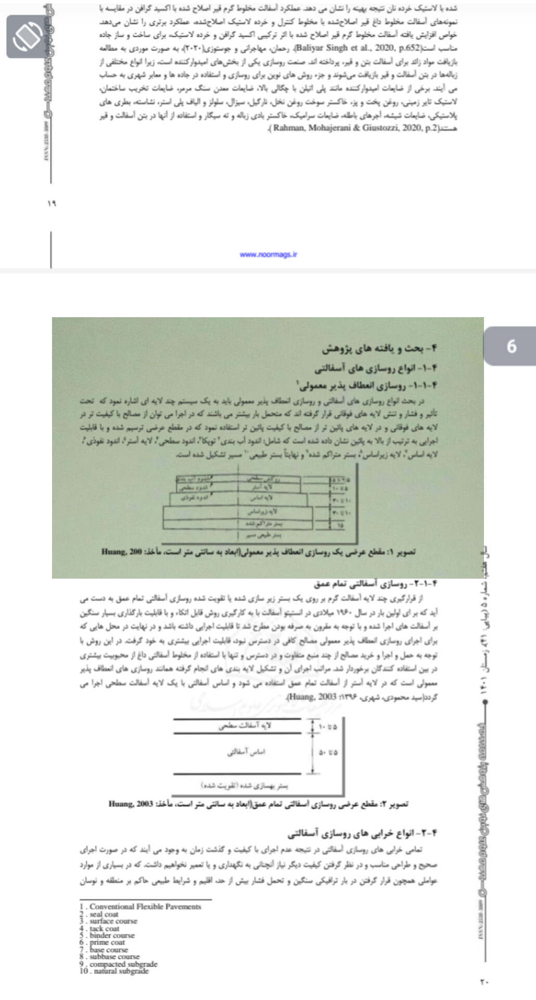 شده با لاستیک خرده نان نتیجه بهینه را نشان می دهد. عملکرد آسفالت مخلوط گرم قیر اصلاح شده با اکسید گرافن در مقایسه با
نمونه‌های آسفالت مخلوط داغ قیر اصلاح‌شده با مخلوط کنترل و خرده لاستیک اصلاح‌شده، عملکرد برتری را نشان می‌دهد.
خواص افزایش یافته آسفالت مخلوط گرم قیر اصلاح شده با اثر ترکیبی اکسید گرافن و خرده لاستیک، برای ساخت و ساز جاده
مناسب است(Baliyar Singh et al., 2020, p.652). رحمان، مهاجرانی و جوستوزی(۲۰۲۰)، به صورت موردی به مطالعه
بازیافت مواد زائد برای آسفالت بتن و قیر، پرداخته اند. صنعت روسازی یکی از بخش‌های امیدوارکننده است، زیرا انواع مختلفی از
زباله‌ها در بتن آسفالت و قیر بازیافت می‌شوند و جزء روش های نوین برای روسازی و استفاده در جاده ها و معابر شهری به حساب
می آیند. برخی از ضایعات امیدوارکننده مانند پلی اتیلن با چگالی بالا، ضایعات معدن سنگ مرمر، ضایعات تخریب ساختمان،
لاستیک تایر زمینی، روغن پخت و پز، خاکستر سوخت روغن نخل، نارگیل، سیزال، سلولز و الیاف پلی استر، نشاسته، بطری های
پلاستیکی، ضایعات شیشه، آجرهای باطله، ضایعات سرامیک، خاکستر بادی زباله و ته سیگار و استفاده از آنها در بتن آسفالت و قیر
هستند(Rahman, Mohajerani & Giustozzi, 2020, p.2 ).
ISSN: 2538-3809
۱۹
www.noormags.ir
6
۴- بحث و یافته های پژوهش
۴-۱- انواع روسازی های آسفالتی
۴-۱-۱- روسازی انعطاف پذیر معمولی۱
در بحث انواع روسازی های آسفالتی و روسازی انعطاف پذیر معمولی باید به یک سیستم چند لایه ای اشاره نمود که تحت
تأثیر و فشار و تنش لایه های فوقانی قرار گرفته اند که متحمل بار بیشتر می باشند که در اجرا می توان از مصالح با کیفیت تر در
لایه های فوقانی و در لایه های پائین تر از مصالح با کیفیت پائین تر استفاده نمود که در مقطع عرضی ترسیم شده و با قابلیت
اجرایی به ترتیب از بالا به پائین نشان داده شده است که شامل: اندود آب بندی۲ توپکا۳، اندود سطحی۴، لایه آستر۵، اندود نفوذی۶،
لایه اساس۷، لایه زیراساس۸، بستر متراکم شده۹ و نهایتاً بستر طبیعی۱۰ مسیر تشکیل شده است.
روکش سطحی اندود آب بندی ۲/۵ تا ۵
لایه آستر اندود سطحی ۵ تا ۱۰
لایه اساس اندود نفوذی ۱۰ تا ۳۰
لایه زیراساس ۱۰ تا ۳۰
بستر متراکم شده ۱۵
بستر طبیعی مسیر
تصویر ۱: مقطع عرضی یک روسازی انعطاف پذیر معمولی(ابعاد به سانتی متر است، مأخذ: Huang, 200
۴-۱-۲- روسازی آسفالتی تمام عمق
از قرارگیری چند لایه آسفالت گرم بر روی یک بستر زیر سازی شده یا تقویت شده روسازی آسفالتی تمام عمق به دست می
آید که برای اولین بار در سال ۱۹۶۰ میلادی در انستیتو آسفالت با به کارگیری روش قابل اتکاء و با قابلیت بارگذاری بسیار سنگین
بر آسفالت های اجرا شده و با توجه به مقرون به صرفه بودن مطرح شد تا قابلیت اجرایی داشته باشد و در نهایت در محل هایی که
برای اجرای روسازی انعطاف پذیر معمولی مصالح کافی در دسترس نبود، قابلیت اجرایی بیشتری به خود گرفت. در این روش با
توجه به حمل و اجرا و خرید مصالح از چند منبع متفاوت و در دسترس و تنها با استفاده از مخلوط آسفالتی داغ از محبوبیت بیشتری
در بین استفاده کنندگان برخوردار شد. مراتب اجرای آن و تشکیل لایه بندی های انجام گرفته همانند روسازی های انعطاف پذیر
معمولی است که در لایه آستر از آسفالت تمام عمق استفاده می شود و اساس آسفالتی با یک لایه آسفالت سطحی اجرا می
گردد(سید محمودی، شهری، ۱۳۹۶؛ Huang, 2003).
لایه آسفالت سطحی ۵ تا ۱۰
اساس آسفالتی ۵ تا ۵۰
بستر بهسازی شده (تقویت شده)
تصویر ۲: مقطع عرضی روسازی آسفالتی تمام عمق(ابعاد به سانتی متر است، مأخذ: Huang, 2003
۴-۲- انواع خرابی های روسازی آسفالتی
تمامی خرابی های روسازی آسفالتی در نتیجه عدم اجرای با کیفیت و گذشت زمان به وجود می آیند که در صورت اجرای
صحیح و طراحی مناسب و در نظر گرفتن کیفیت دیگر نیاز آنچنانی به نگهداری و یا تعمیر نخواهیم داشت. که در بسیاری از موارد
عواملی همچون قرار گرفتن در بار ترافیکی سنگین و تحمل فشار بیش از حد، اقلیم و شرایط طبیعی حاکم بر منطقه و نوسان
1 . Conventional Flexible Pavements
2 . seal coat
3 . surface course
4 . tack coat
5 . binder course
6 . prime coat
7 . base course
8 . subbase course
9 . compacted subgrade
10 . natural subgrade
سال هفتم، شماره ۵ (پیاپی: ۴۱)، زمستان ۱۴۰۱
فصلنامه پژوهش های نوین علوم مهندسی
ISSN: 2538-3809
۲۰